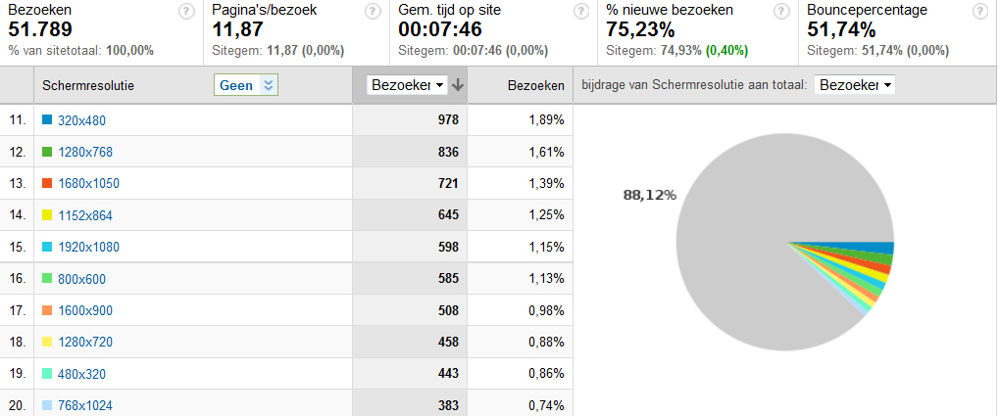 Bezoeken
51.789
% van sitetotaal: 100,00%
Pagina's/bezoek
11,87
Sitegem: 11,87 (0,00%)
Gem. tijd op site
00:07:46
Sitegem: 00:07:46 (0,00%)
% nieuwe bezoeken
75,23%
Sitegem: 74,93% (0,40%)
Bouncepercentage
51,74%
Sitegem: 51,74% (0,00%)
Schermresolutie Geen Bezoeken Bezoeken bijdrage van Schermresolutie aan totaal: Bezoeken
11. 320x480 978 1,89%
12. 1280x768 836 1,61%
13. 1680x1050 721 1,39%
14. 1152x864 645 1,25%
15. 1920x1080 598 1,15%
16. 800x600 585 1,13%
17. 1600x900 508 0,98%
18. 1280x720 458 0,88%
19. 480x320 443 0,86%
20. 768x1024 383 0,74%
88,12%